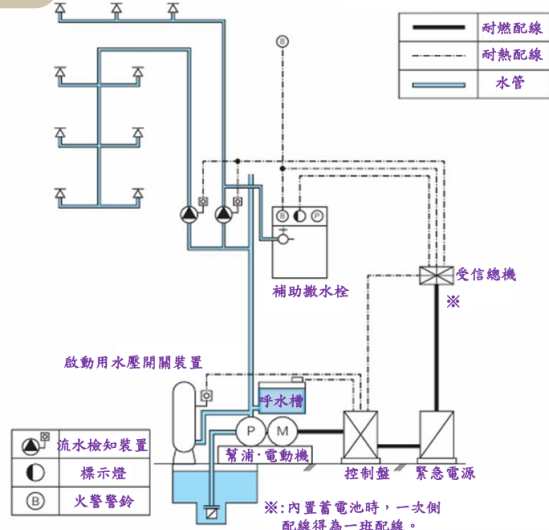 耐燃配線
耐熱配線
水管
B
B P
補助撒水栓
受信總機
※
啟動用水壓開關裝置
呼水槽
P M
幫浦·電動機
控制盤
緊急電源
流水檢知裝置
標示燈
B 火警警鈴
※:內置蓄電池時,一次側
配線得為一班配線。